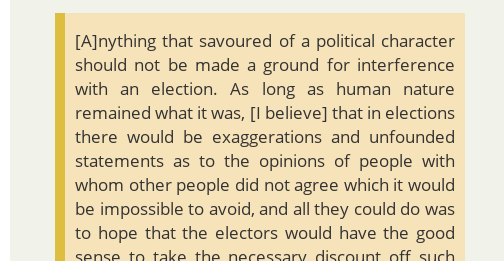 [A]nything that savoured of a political character
should not be made a ground for interference
with an election. As long as human nature
remained what it was, [I believe] that in elections
there would be exaggerations and unfounded
statements as to the opinions of people with
whom other people did not agree which it would
be impossible to avoid, and all they could do was
to hope that the electors would have the good
sense to take the necessary discount off such